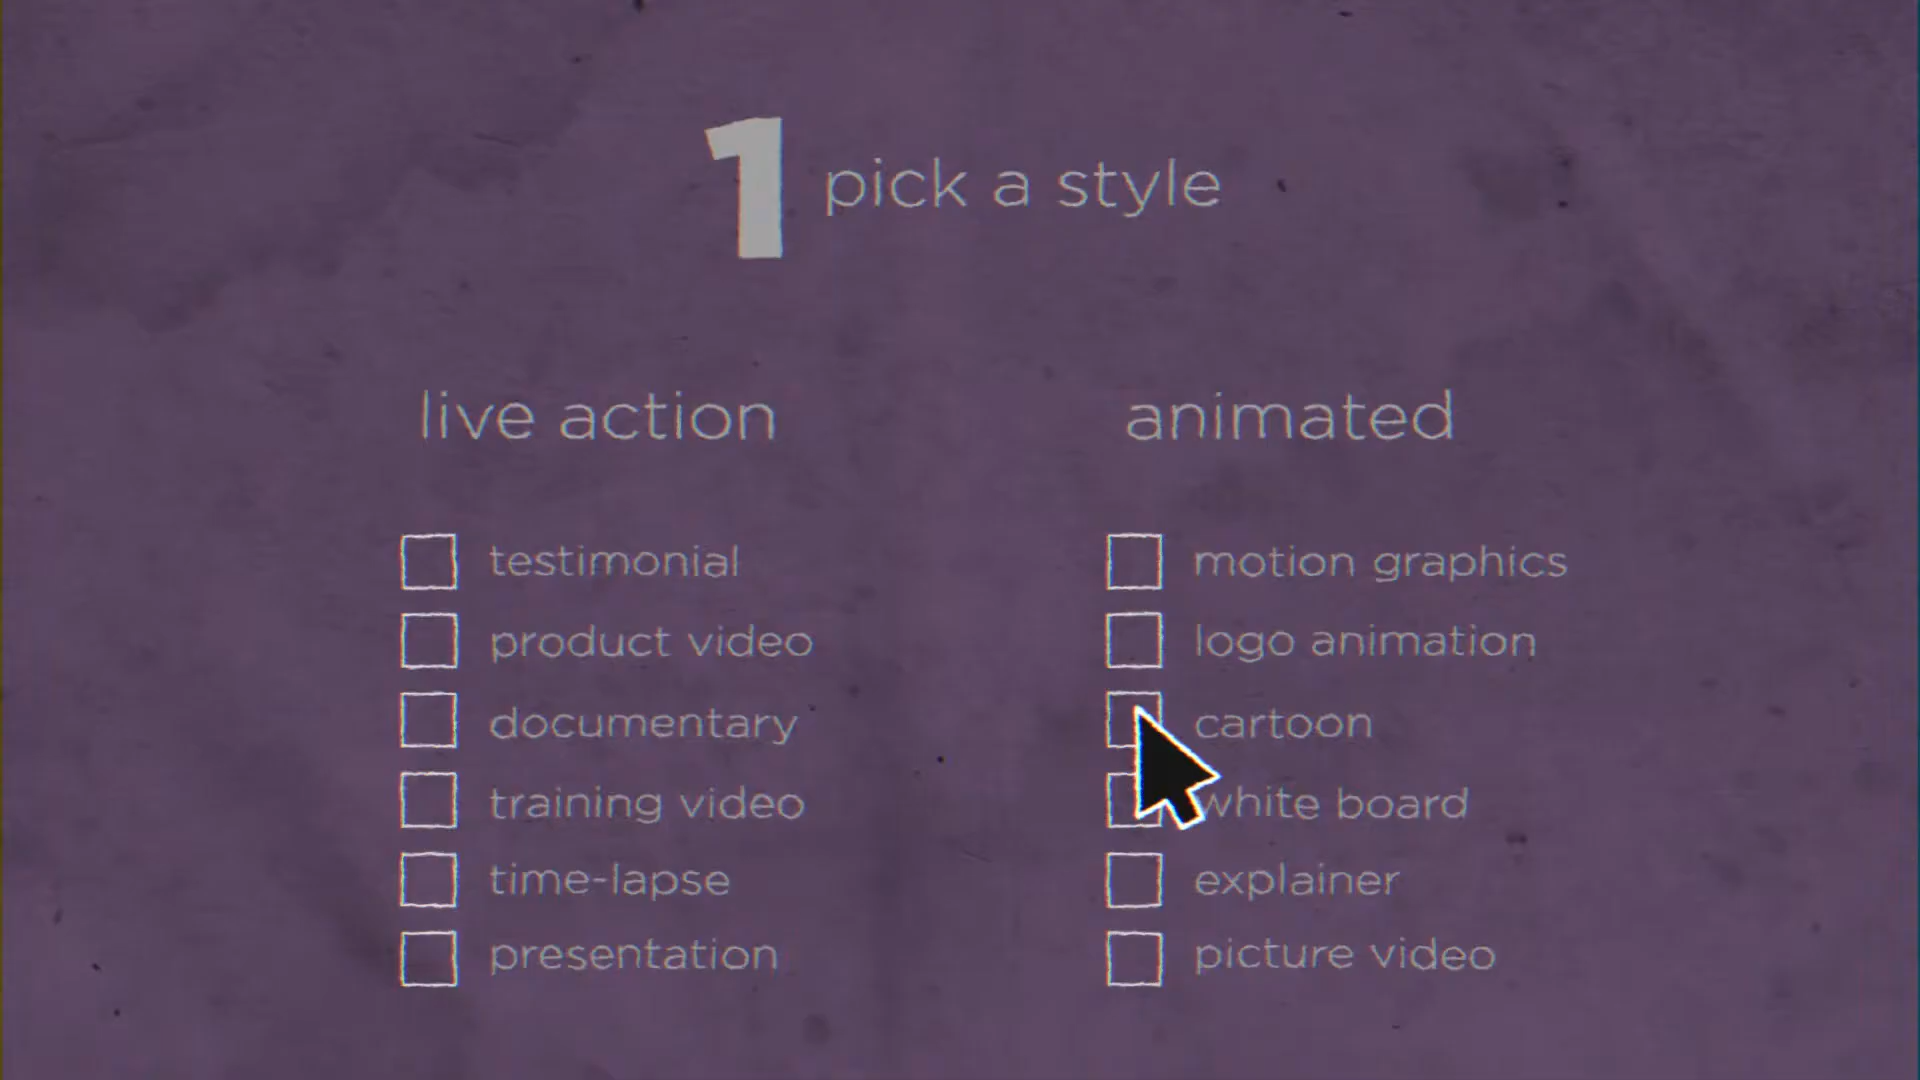 1 pick a style
live action
testimonial
product video
documentary
training video
time-lapse
presentation
animated
motion graphics
logo animation
cartoon
white board
explainer
picture video